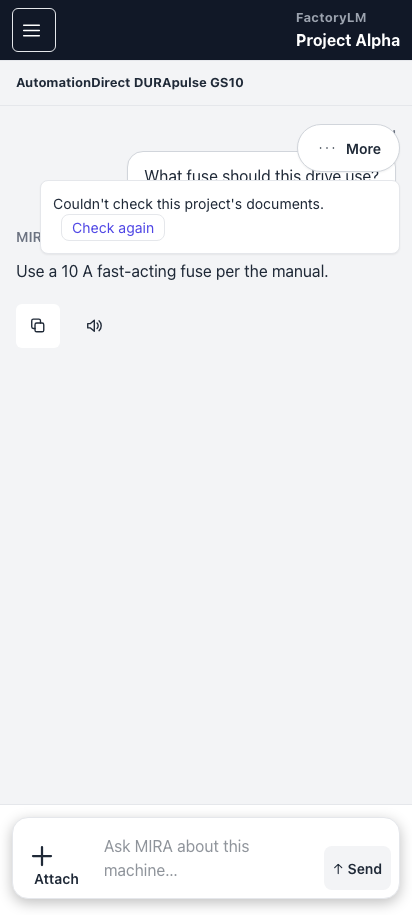 FactoryLM
Project Alpha
AutomationDirect DURApulse GS10
··· More
What fuse should this drive use?
Couldn't check this project's documents.
Check again
MIR
Use a 10 A fast-acting fuse per the manual.
Ask MIRA about this
machine...
Attach
↑ Send